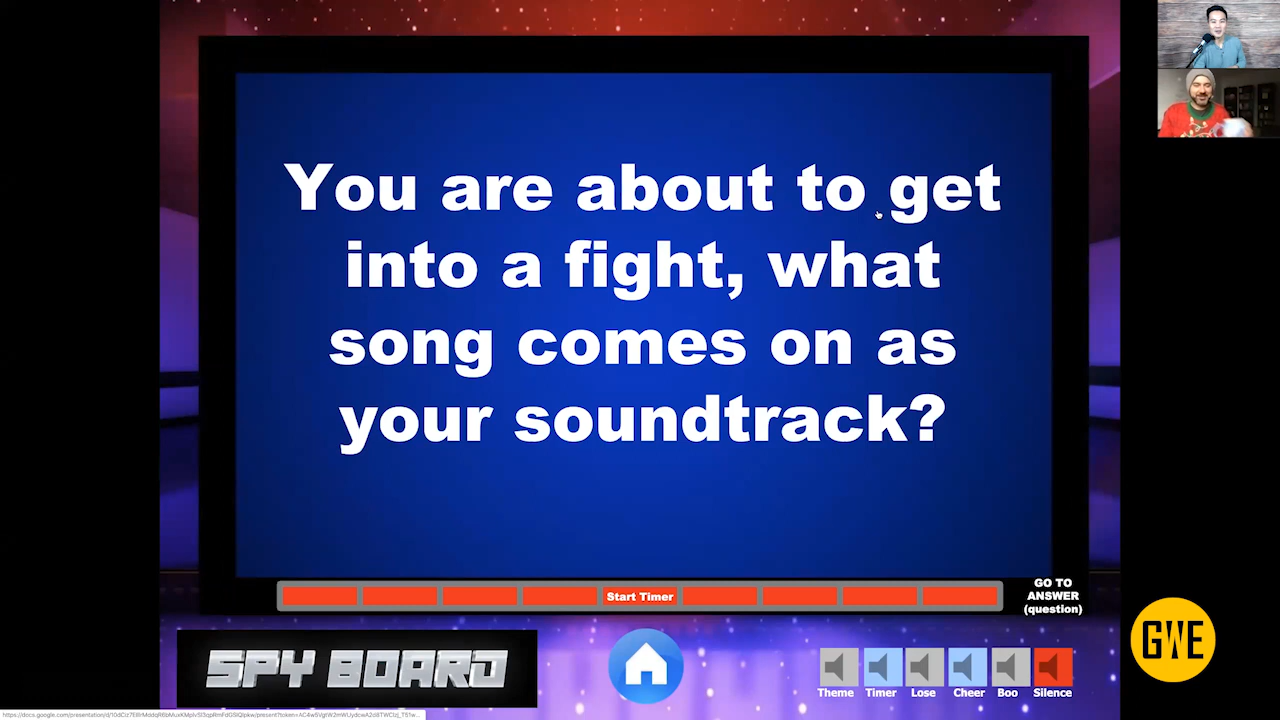 You are about to get
into a fight, what
song comes on as
your soundtrack?
Start Timer
GO TO
ANSWER
(question)
SPY BOARD
Theme Timer Lose Cheer Boo Silence
GWE